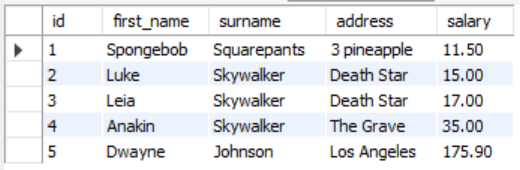 id first_name surname address salary
1 Spongebob Squarepants 3 pineapple 11.50
2 Luke Skywalker Death Star 15.00
3 Leia Skywalker Death Star 17.00
4 Anakin Skywalker The Grave 35.00
5 Dwayne Johnson Los Angeles 175.90